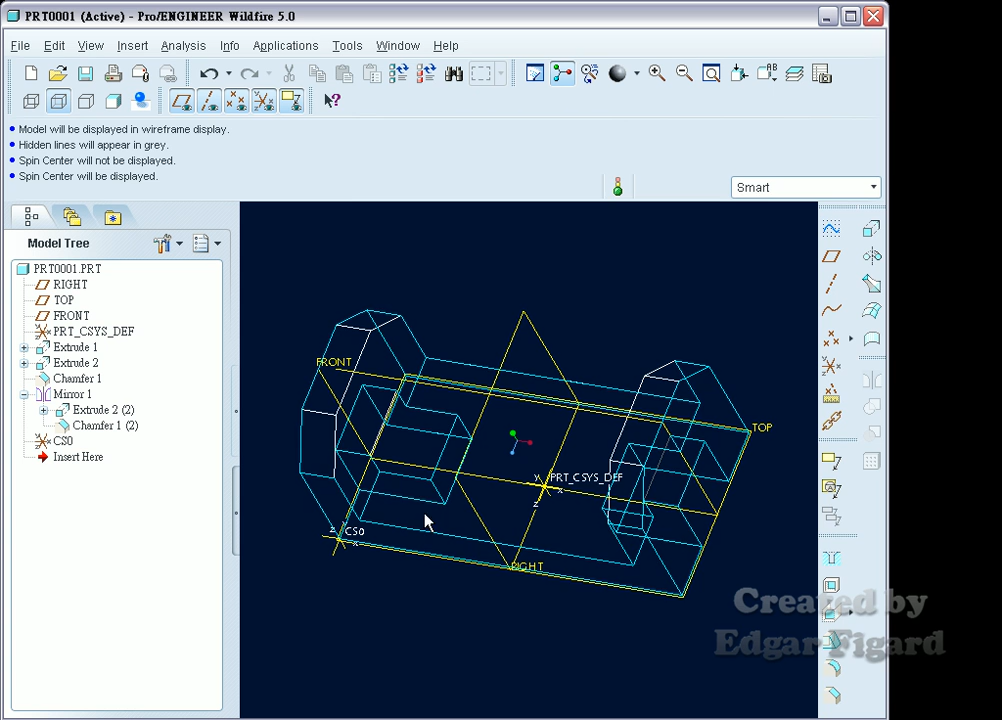 PRT0001 (Active) - Pro/ENGINEER Wildfire 5.0
File Edit View Insert Analysis Info Applications Tools Window Help
Model will be displayed in wireframe display.
Hidden lines will appear in grey.
Spin Center will not be displayed.
Spin Center will be displayed.
Smart
Model Tree
PRT0001.PRT
RIGHT
TOP
FRONT
PRT_CSYS_DEF
Extrude 1
Extrude 2
Chamfer 1
Mirror 1
Extrude 2 (2)
Chamfer 1 (2)
CS0
Insert Here
FRONT
TOP
PRT_CSYS_DEF
y
x
z
z
CS0
x
RIGHT
Created by
Edgar Figard